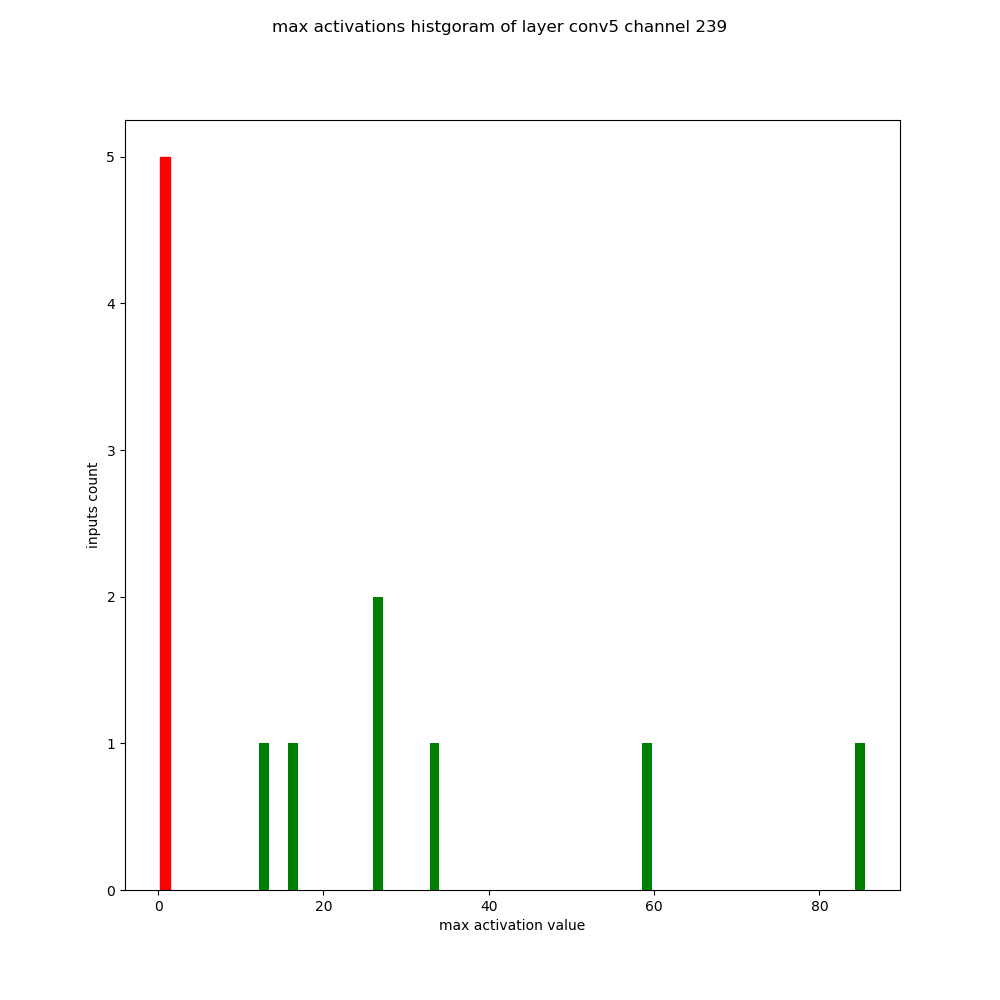 max activations histgoram of layer conv5 channel 239
5
4
3
2
1
0
inputs count
0 20 40 60 80
max activation value